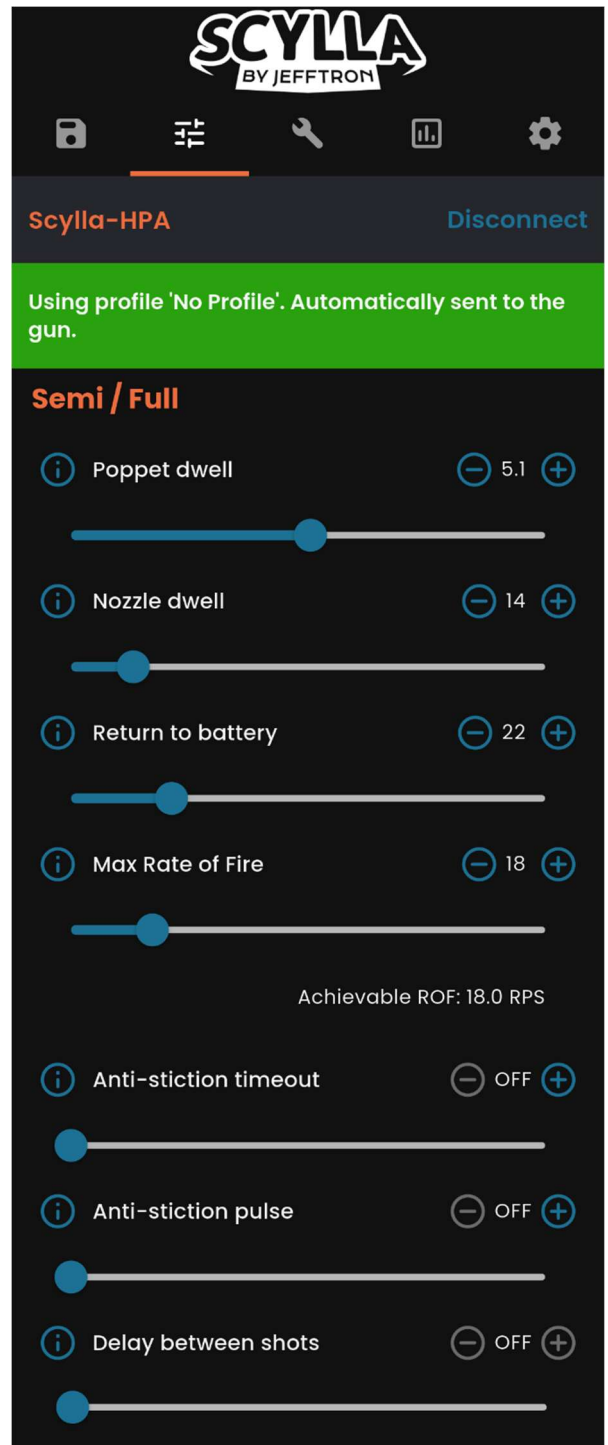 SCYLLA
BY JEFFTRON
Scylla-HPA Disconnect
Using profile 'No Profile'. Automatically sent to the
gun.
Semi / Full
Poppet dwell 5.1
Nozzle dwell 14
Return to battery 22
Max Rate of Fire 18
Achievable ROF: 18.0 RPS
Anti-stiction timeout OFF
Anti-stiction pulse OFF
Delay between shots OFF